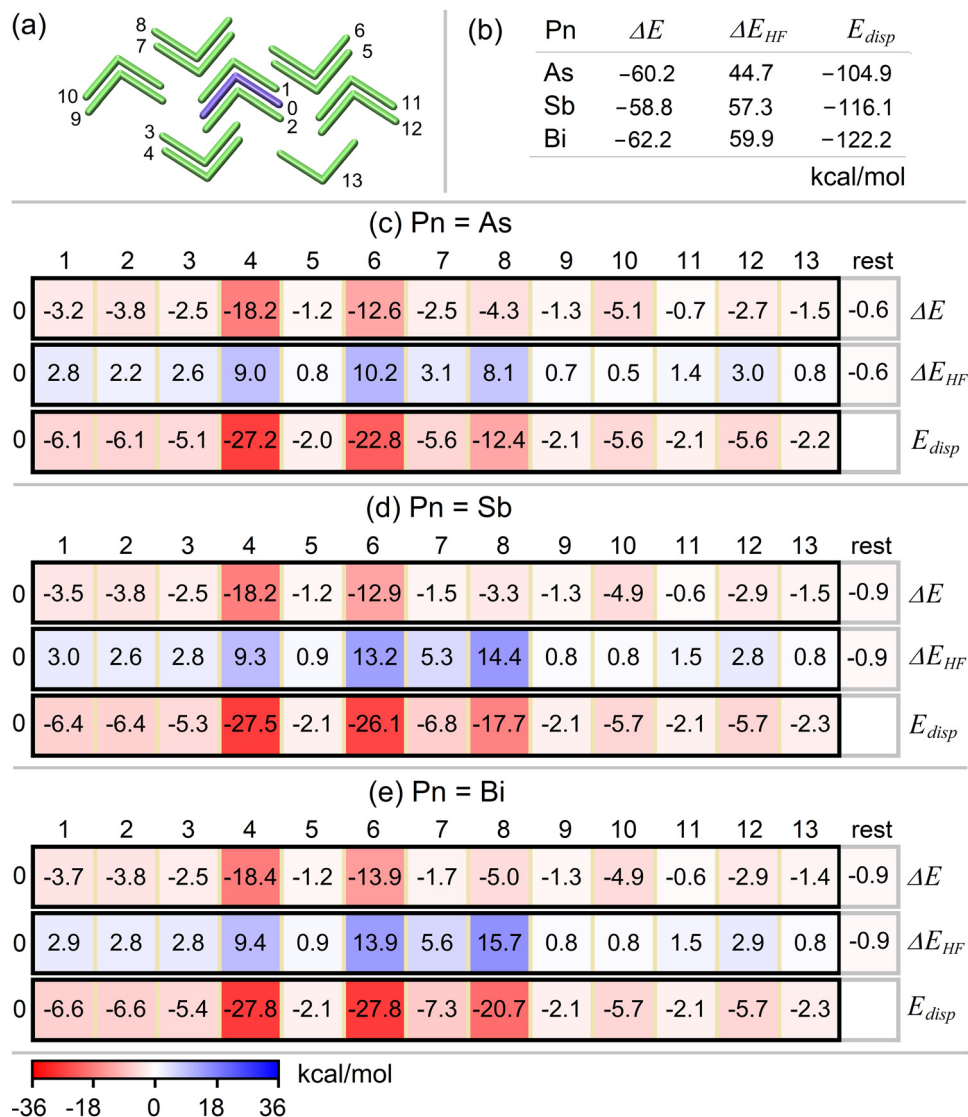 (a)
8
7
6
5
10
9
1
0
2
11
12
3
4
13
(b)
Pn ΔE ΔE_HF E_disp
As −60.2 44.7 −104.9
Sb −58.8 57.3 −116.1
Bi −62.2 59.9 −122.2
kcal/mol
(c) Pn = As
1 2 3 4 5 6 7 8 9 10 11 12 13 rest
0 -3.2 -3.8 -2.5 -18.2 -1.2 -12.6 -2.5 -4.3 -1.3 -5.1 -0.7 -2.7 -1.5 -0.6 ΔE
0 2.8 2.2 2.6 9.0 0.8 10.2 3.1 8.1 0.7 0.5 1.4 3.0 0.8 -0.6 ΔE_HF
0 -6.1 -6.1 -5.1 -27.2 -2.0 -22.8 -5.6 -12.4 -2.1 -5.6 -2.1 -5.6 -2.2 E_disp
(d) Pn = Sb
1 2 3 4 5 6 7 8 9 10 11 12 13 rest
0 -3.5 -3.8 -2.5 -18.2 -1.2 -12.9 -1.5 -3.3 -1.3 -4.9 -0.6 -2.9 -1.5 -0.9 ΔE
0 3.0 2.6 2.8 9.3 0.9 13.2 5.3 14.4 0.8 0.8 1.5 2.8 0.8 -0.9 ΔE_HF
0 -6.4 -6.4 -5.3 -27.5 -2.1 -26.1 -6.8 -17.7 -2.1 -5.7 -2.1 -5.7 -2.3 E_disp
(e) Pn = Bi
1 2 3 4 5 6 7 8 9 10 11 12 13 rest
0 -3.7 -3.8 -2.5 -18.4 -1.2 -13.9 -1.7 -5.0 -1.3 -4.9 -0.6 -2.9 -1.4 -0.9 ΔE
0 2.9 2.8 2.8 9.4 0.9 13.9 5.6 15.7 0.8 0.8 1.5 2.9 0.8 -0.9 ΔE_HF
0 -6.6 -6.6 -5.4 -27.8 -2.1 -27.8 -7.3 -20.7 -2.1 -5.7 -2.1 -5.7 -2.3 E_disp
kcal/mol
-36 -18 0 18 36